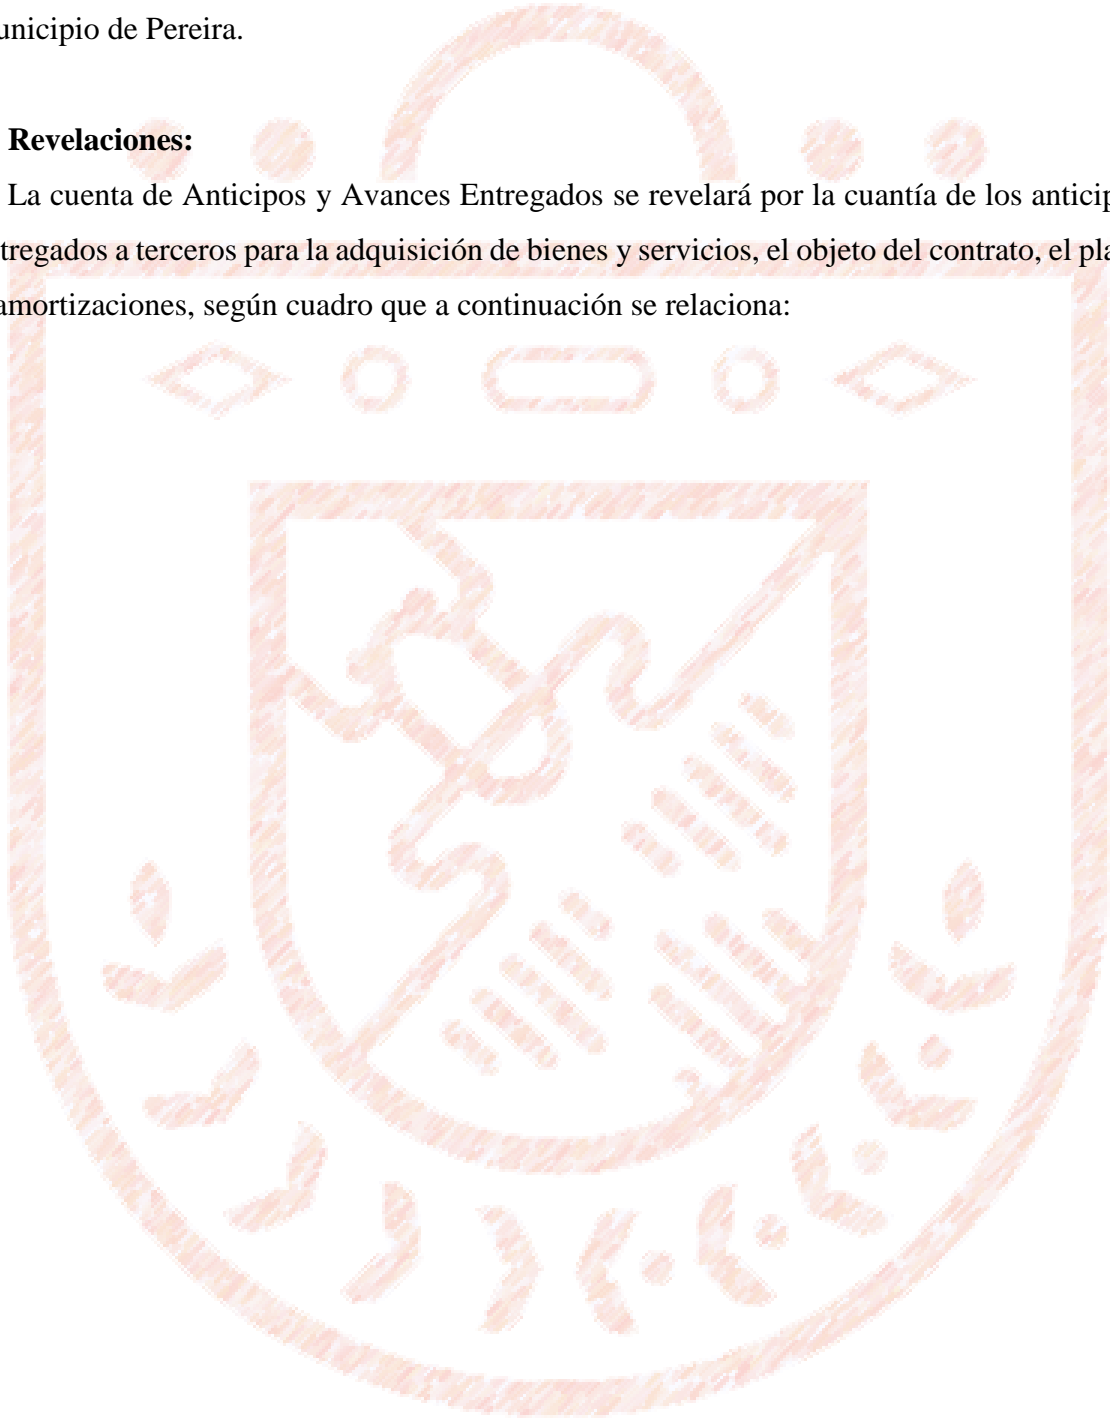 unicipio de Pereira.
Revelaciones:
La cuenta de Anticipos y Avances Entregados se revelará por la cuantía de los anticip
tregados a terceros para la adquisición de bienes y servicios, el objeto del contrato, el pla
amortizaciones, según cuadro que a continuación se relaciona: